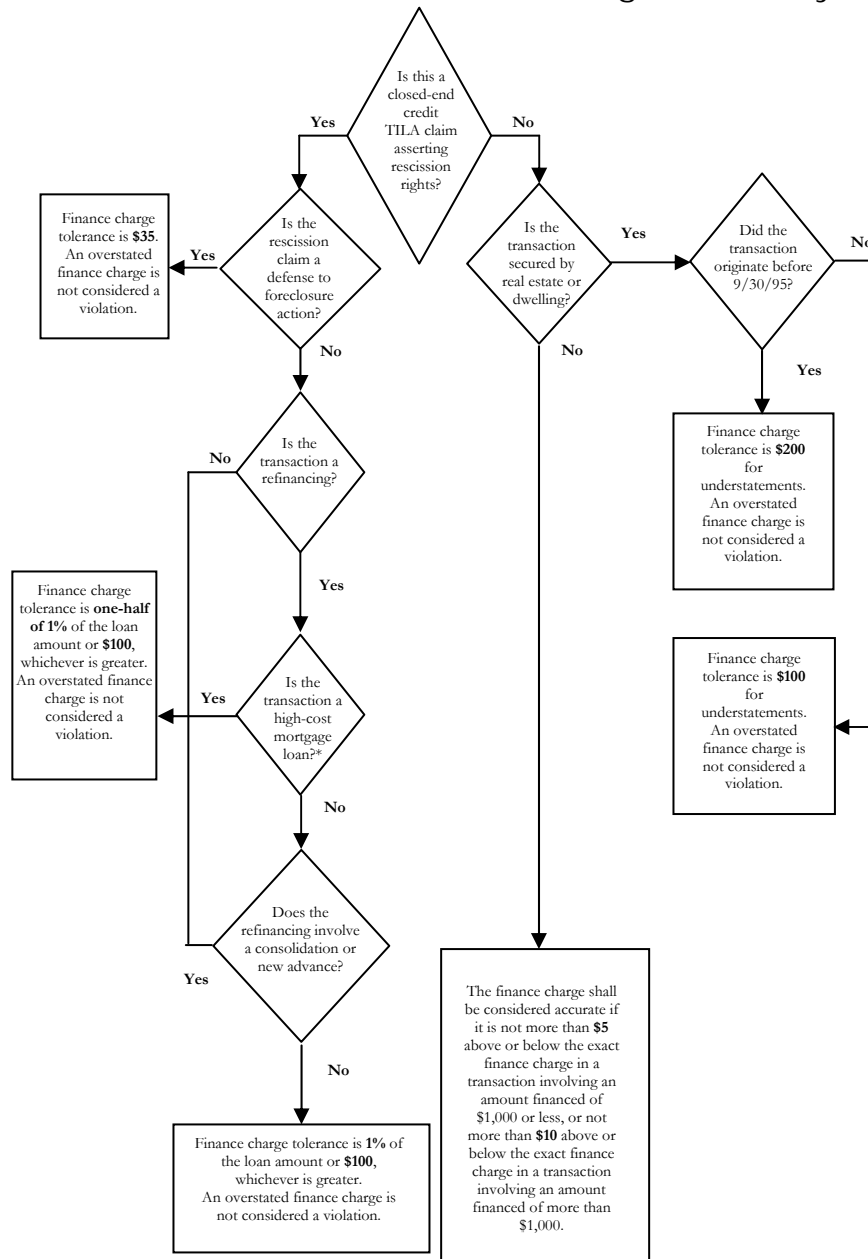 Is this a
closed-end
credit
TILA claim
asserting
rescission
rights?
Yes
No
Is the
rescission
claim a
defense to
foreclosure
action?
Yes
Finance charge
tolerance is $35.
An overstated
finance charge is
not considered a
violation.
No
Is the
transaction
secured by
real estate or
dwelling?
Yes
No
Did the
transaction
originate before
9/30/95?
No
Yes
Finance charge
tolerance is $200
for
understatements.
An overstated
finance charge is
not considered a
violation.
Is the
transaction a
refinancing?
No
Yes
Finance charge
tolerance is one-half
of 1% of the loan
amount or $100,
whichever is greater.
An overstated finance
charge is not
considered a
violation.
Yes
Is the
transaction a
high-cost
mortgage
loan?*
No
Finance charge
tolerance is $100
for
understatements.
An overstated
finance charge is
not considered a
violation.
Does the
refinancing involve
a consolidation or
new advance?
Yes
No
Finance charge tolerance is 1% of
the loan amount or $100,
whichever is greater.
An overstated finance charge is
not considered a violation.
The finance charge shall
be considered accurate if
it is not more than $5
above or below the exact
finance charge in a
transaction involving an
amount financed of
$1,000 or less, or not
more than $10 above or
below the exact finance
charge in a transaction
involving an amount
financed of more than
$1,000.